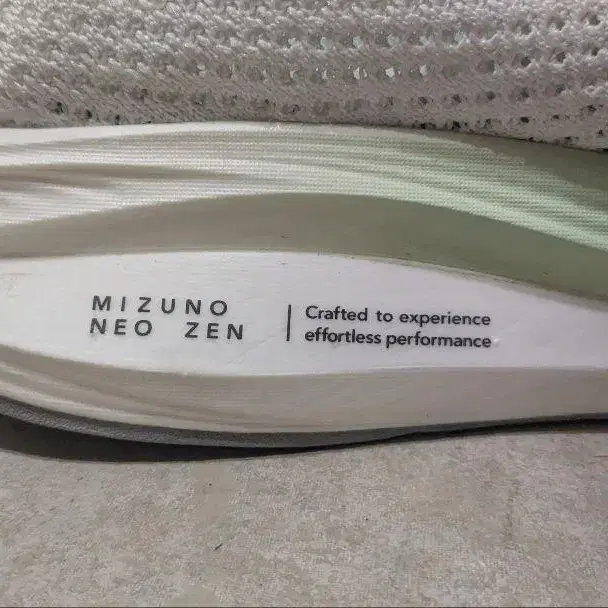 MIZUNO
NEO ZEN
Crafted to experience
effortless performance